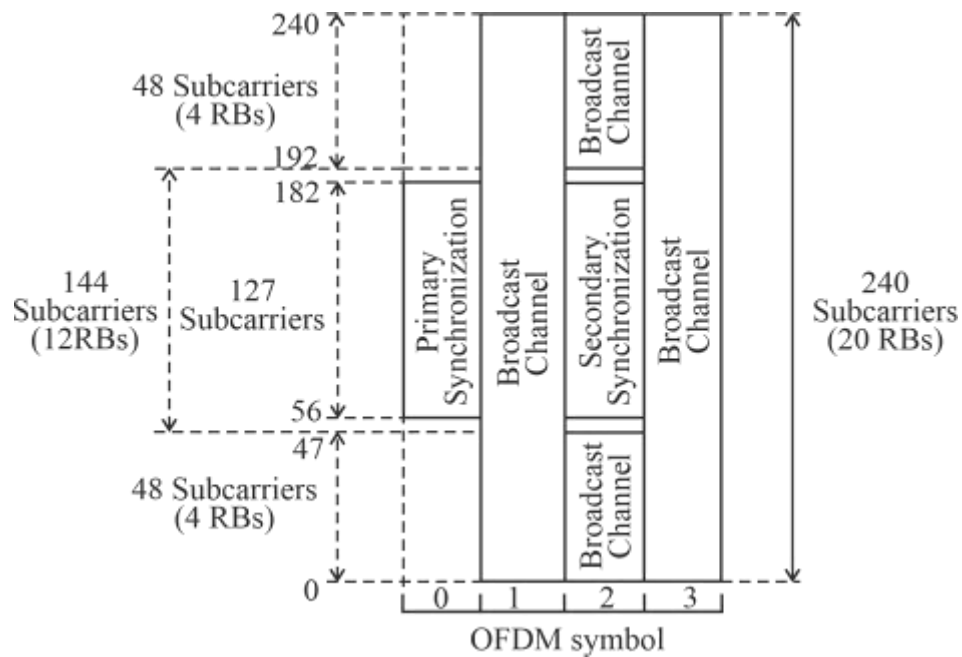 240
48 Subcarriers
(4 RBs)
192
182
144
Subcarriers
(12RBs)
127
Subcarriers
56
47
48 Subcarriers
(4 RBs)
0
Primary
Synchronization
Broadcast
Channel
Broadcast
Channel
Secondary
Synchronization
Broadcast
Channel
Broadcast
Channel
240
Subcarriers
(20 RBs)
0 1 2 3
OFDM symbol